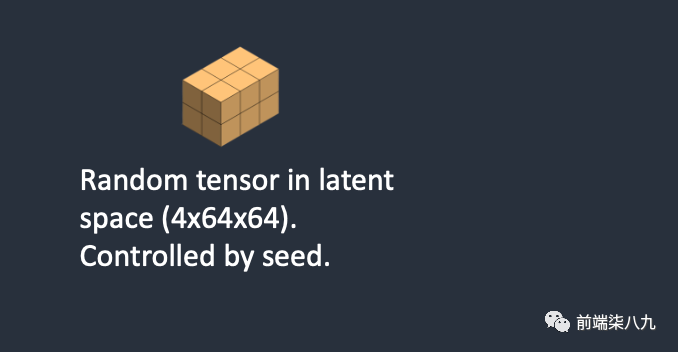 Random tensor in latent
space (4x64x64).
Controlled by seed.
前端柒八九